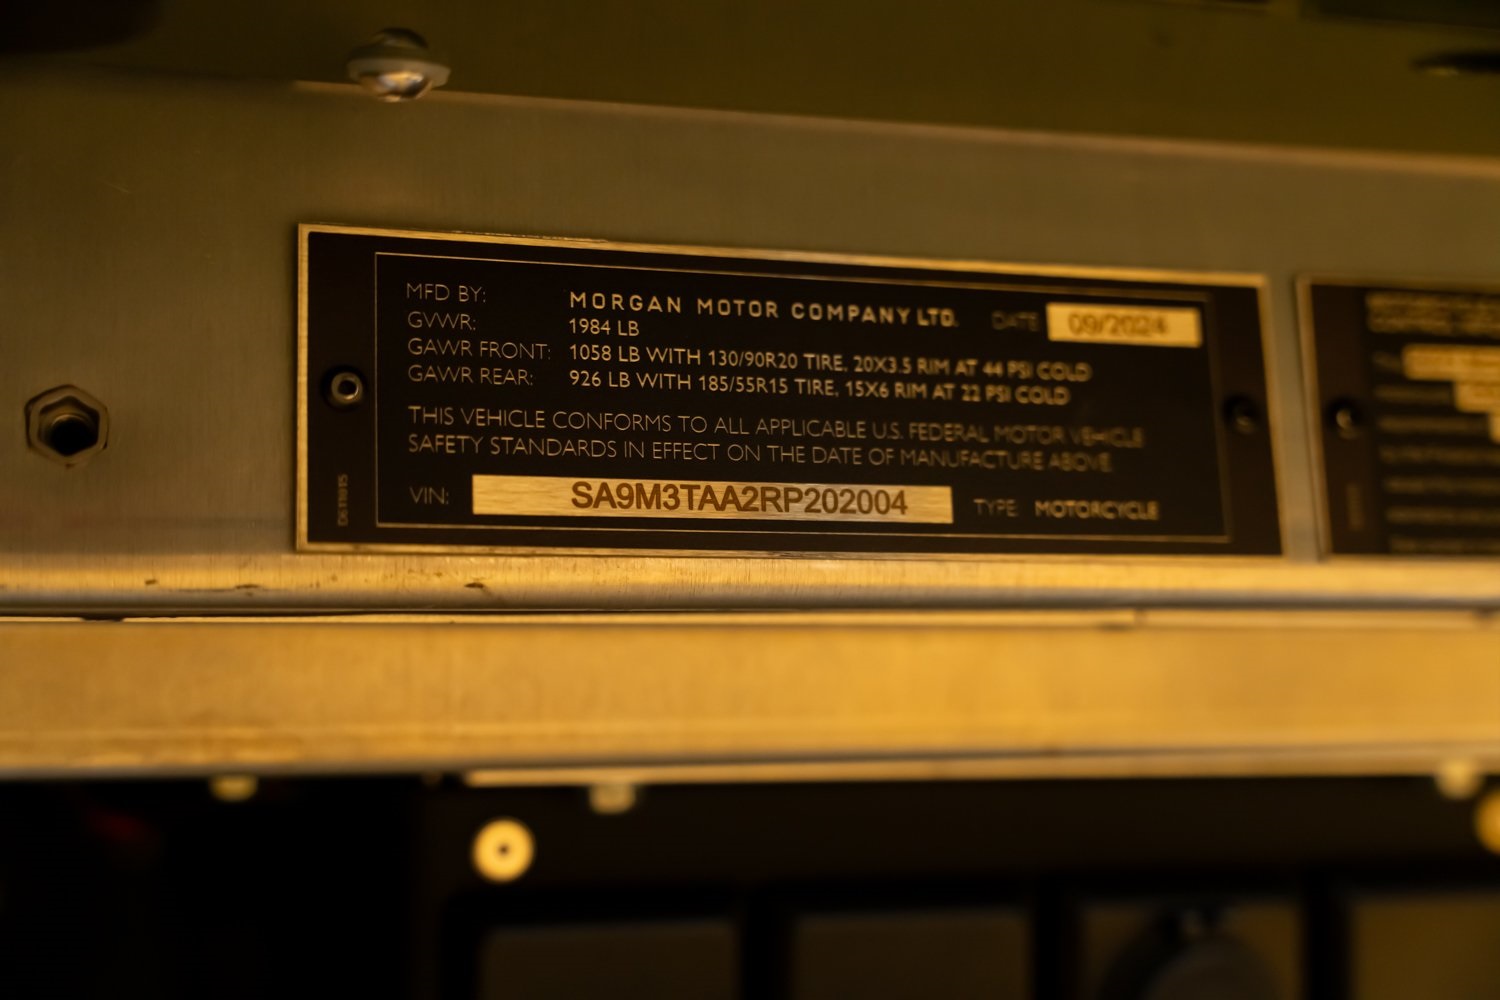 MFD BY: MORGAN MOTOR COMPANY LTD. DATE 09/2024
GVWR: 1984 LB
GAWR FRONT: 1058 LB WITH 130/90R20 TIRE, 20X3.5 RIM AT 44 PSI COLD
GAWR REAR: 926 LB WITH 185/55R15 TIRE, 15X6 RIM AT 22 PSI COLD
THIS VEHICLE CONFORMS TO ALL APPLICABLE U.S. FEDERAL MOTOR VEHICLE
SAFETY STANDARDS IN EFFECT ON THE DATE OF MANUFACTURE ABOVE.
VIN: SA9M3TAA2RP202004 TYPE MOTORCYCLE